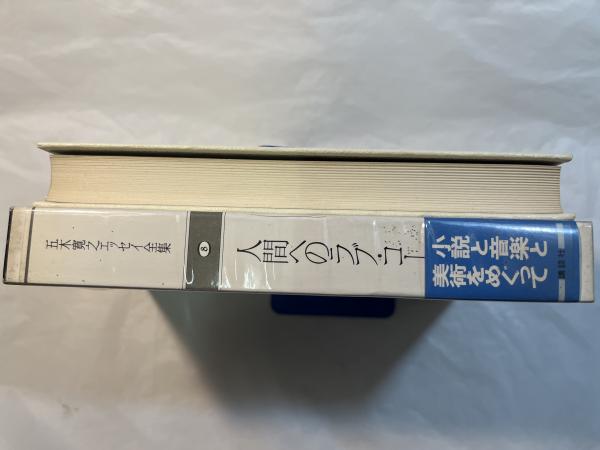 五木寛之エッセイ全集
8
人間へのラブ・コー
小説と音楽と
美術をめぐって
講談社